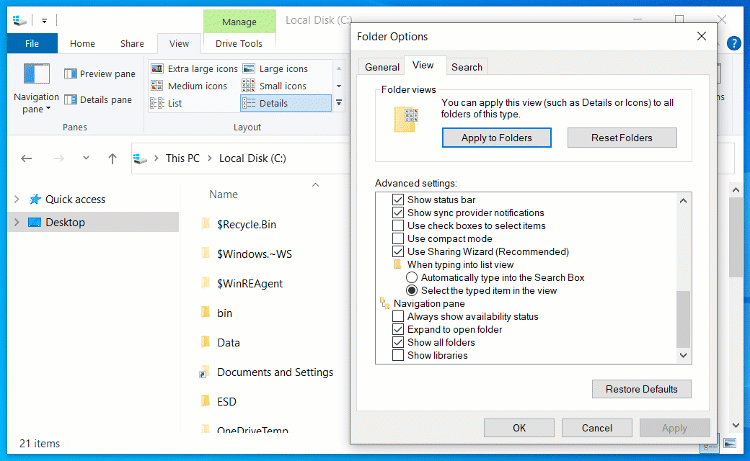 Manage
Local Disk (C:)
File
Home
Share
View
Drive Tools
Navigation
pane
Preview pane
Details pane
Panes
Extra large icons
Large icons
Medium icons
Small icons
List
Details
Layout
This PC
Local Disk (C:)
Quick access
Desktop
Name
$Recycle.Bin
$Windows.~WS
$WinREAgent
bin
Data
Documents and Settings
ESD
OneDriveTemp
21 items
Folder Options
General
View
Search
Folder views
You can apply this view (such as Details or Icons) to all
folders of this type.
Apply to Folders
Reset Folders
Advanced settings:
Show status bar
Show sync provider notifications
Use check boxes to select items
Use compact mode
Use Sharing Wizard (Recommended)
When typing into list view
Automatically type into the Search Box
Select the typed item in the view
Navigation pane
Always show availability status
Expand to open folder
Show all folders
Show libraries
Restore Defaults
OK
Cancel
Apply